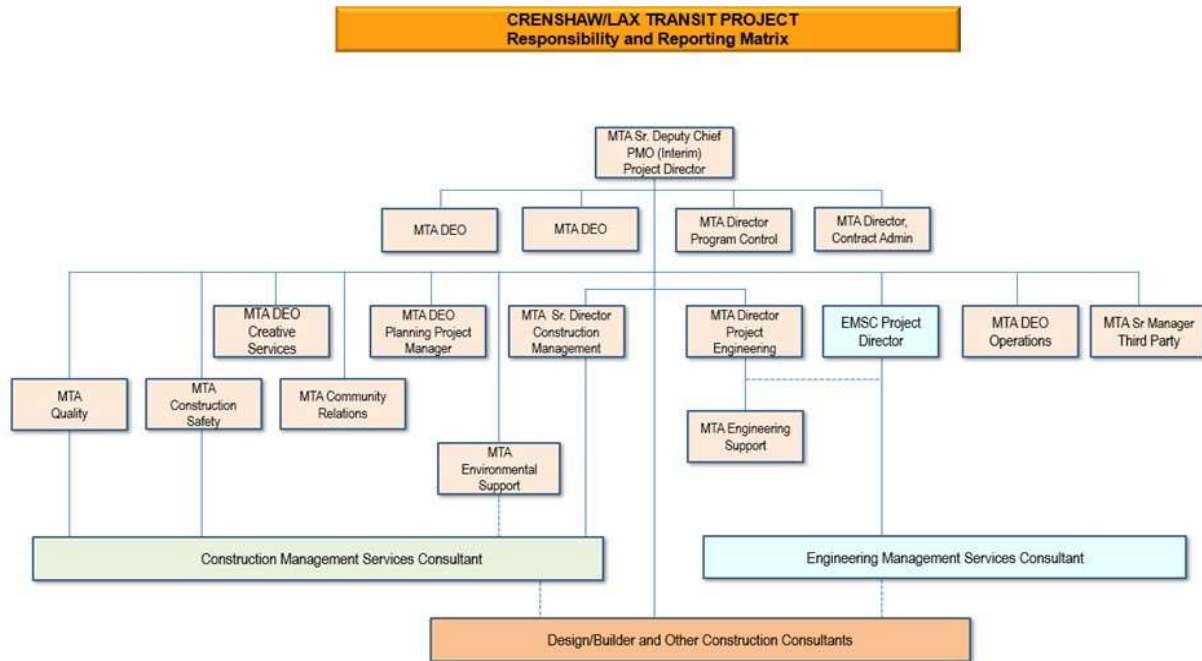 CRENSHAW/LAX TRANSIT PROJECT
Responsibility and Reporting Matrix
MTA Sr. Deputy Chief
PMO (Interim)
Project Director
MTA DEO
MTA DEO
MTA Director
Program Control
MTA Director,
Contract Admin
MTA DEO
Creative
Services
MTA DEO
Planning Project
Manager
MTA Sr. Director
Construction
Management
MTA Director
Project
Engineering
EMSC Project
Director
MTA DEO
Operations
MTA Sr Manager
Third Party
MTA
Quality
MTA
Construction
Safety
MTA Community
Relations
MTA Engineering
Support
MTA
Environmental
Support
Construction Management Services Consultant
Engineering Management Services Consultant
Design/Builder and Other Construction Consultants